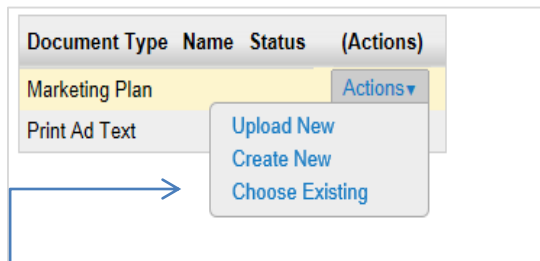 Document Type Name Status (Actions)
Marketing Plan Actions▾
Print Ad Text
Upload New
Create New
Choose Existing